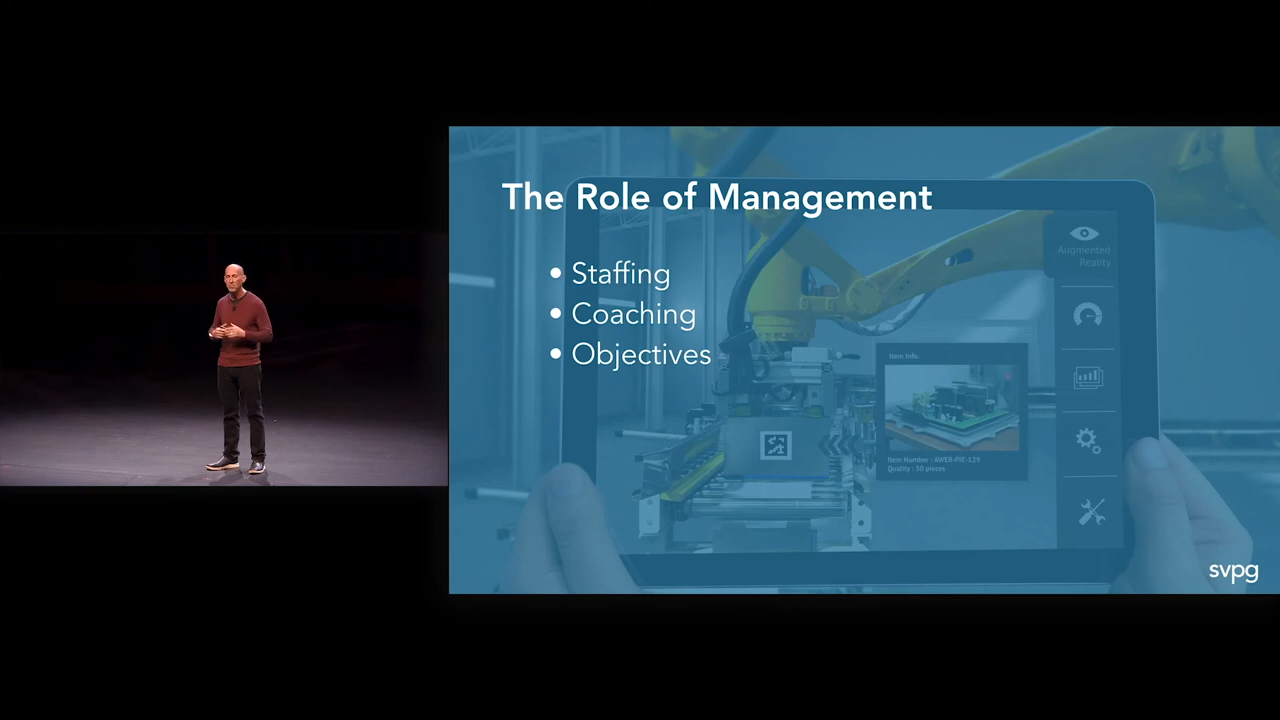 The Role of Management
• Staffing
• Coaching
• Objectives
Augmented
Reality
Item Info.
Item Number : AWER-PIE-129
Quality : 50 pieces
svpg